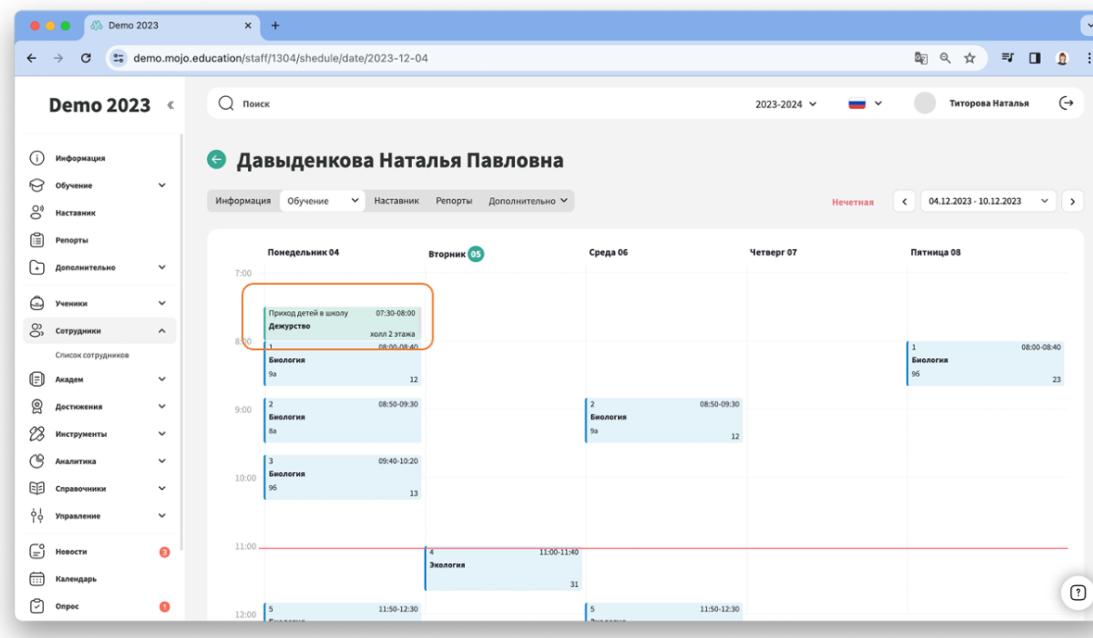 Demo 2023
demo.mojo.education/staff/1304/shedule/date/2023-12-04
Demo 2023
Поиск
2023-2024
Титорова Наталья
Информация
Обучение
Наставник
Репорты
Дополнительно
Ученики
Сотрудники
Список сотрудников
Академ
Достижения
Инструменты
Аналитика
Справочники
Управление
Новости 3
Календарь
Опрос 1
Давыденкова Наталья Павловна
Информация Обучение Наставник Репорты Дополнительно
Нечетная 04.12.2023 - 10.12.2023
Понедельник 04 Вторник 05 Среда 06 Четверг 07 Пятница 08
7:00
Приход детей в школу 07:30-08:00
Дежурство
холл 2 этажа
8:00
1 08:00-08:40
Биология
9а 12
1 08:00-08:40
Биология
9б 23
9:00
2 08:50-09:30
Биология
8а
2 08:50-09:30
Биология
9а 12
10:00
3 09:40-10:20
Биология
9б 13
11:00
4 11:00-11:40
Экология
31
12:00
5 11:50-12:30
5 11:50-12:30